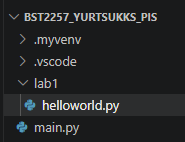 BST2257_YURTSUKKS_PIS
.myvenv
.vscode
lab1
helloworld.py
main.py